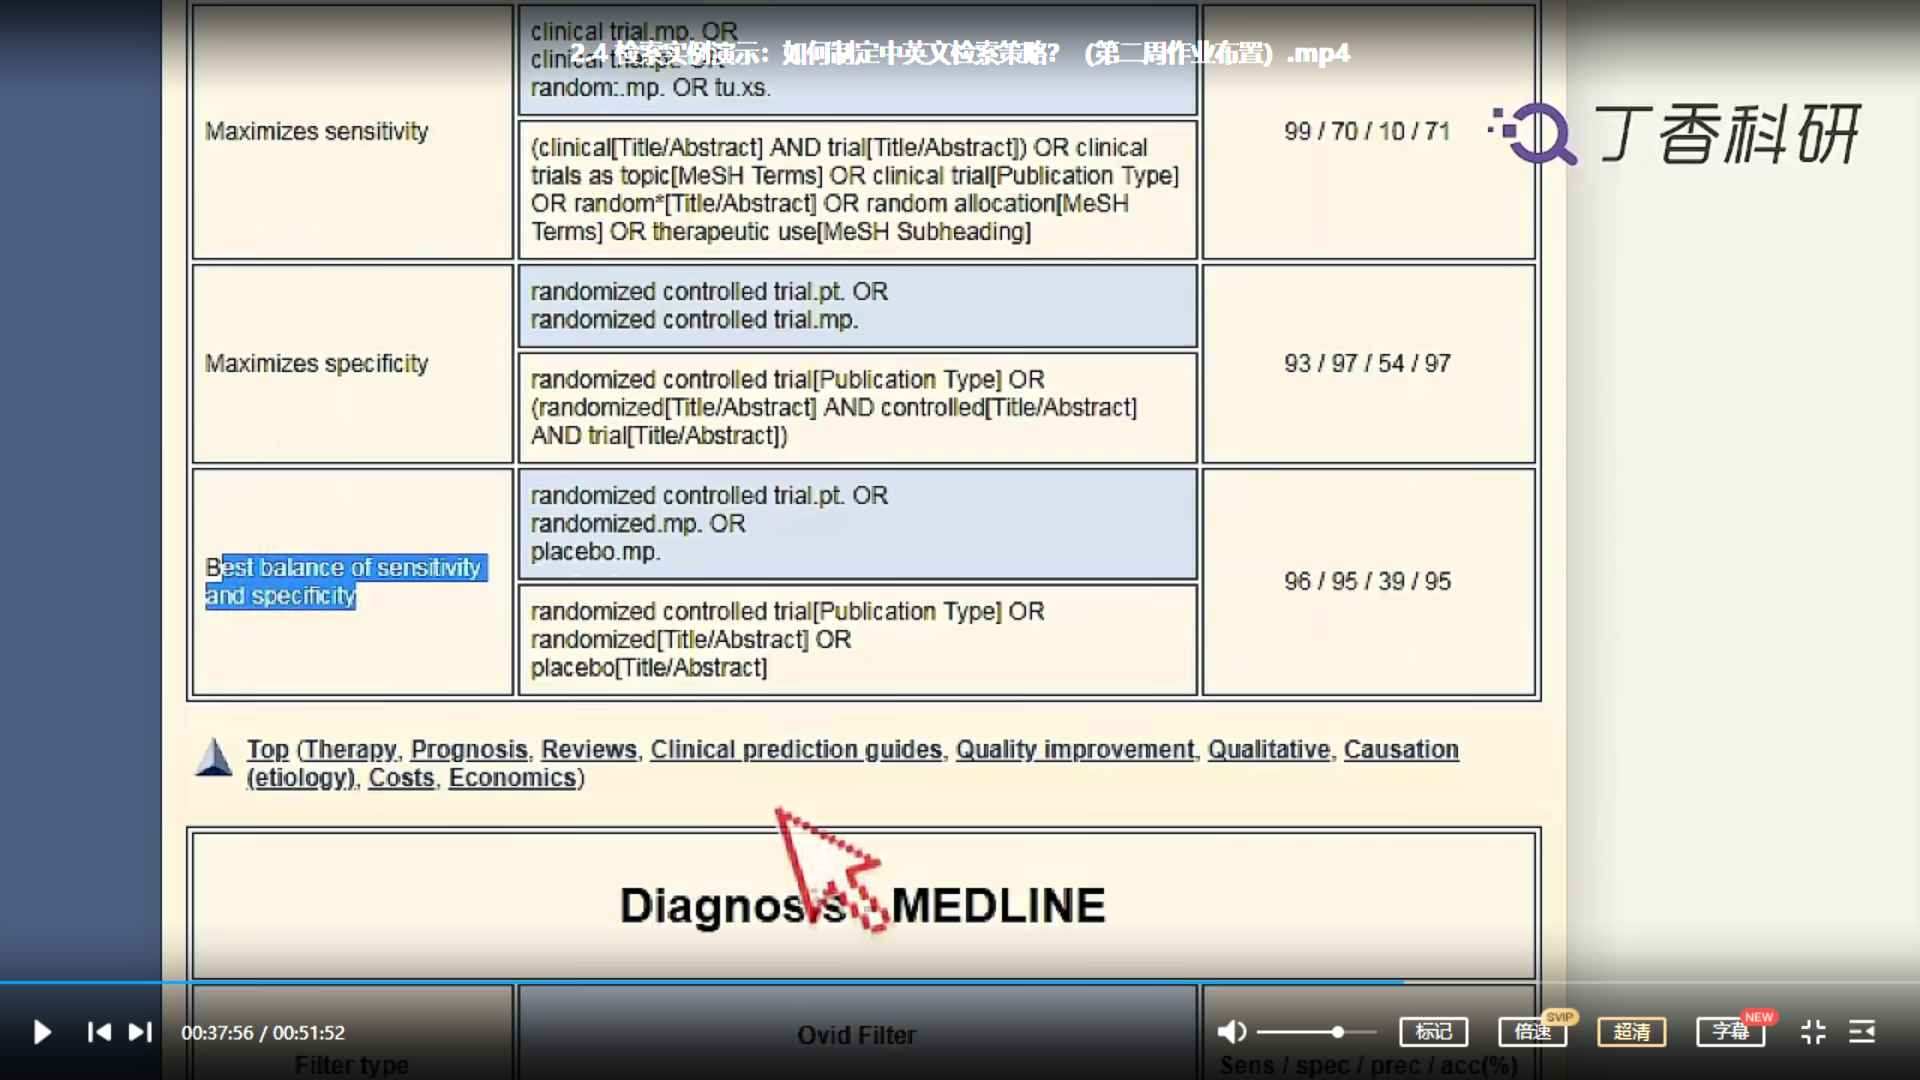 clinical trial.mp. OR
2.4 检索实例演示：如何制定中英文检索策略？ (第二周作业布置) .mp4
clinical trial.pt. OR
random:.mp. OR tu.xs.
Maximizes sensitivity
(clinical[Title/Abstract] AND trial[Title/Abstract]) OR clinical
trials as topic[MeSH Terms] OR clinical trial[Publication Type]
OR random*[Title/Abstract] OR random allocation[MeSH
Terms] OR therapeutic use[MeSH Subheading]
99 / 70 / 10 / 71
丁香科研
Maximizes specificity
randomized controlled trial.pt. OR
randomized controlled trial.mp.
randomized controlled trial[Publication Type] OR
(randomized[Title/Abstract] AND controlled[Title/Abstract]
AND trial[Title/Abstract])
93 / 97 / 54 / 97
Best balance of sensitivity
and specificity
randomized controlled trial.pt. OR
randomized.mp. OR
placebo.mp.
randomized controlled trial[Publication Type] OR
randomized[Title/Abstract] OR
placebo[Title/Abstract]
96 / 95 / 39 / 95
Top (Therapy, Prognosis, Reviews, Clinical prediction guides, Quality improvement, Qualitative, Causation
(etiology), Costs, Economics)
Diagnosis - MEDLINE
Filter type
Ovid Filter
Sens / spec / prec / acc(%)
00:37:56 / 00:51:52
标记
倍速
SVIP
超清
字幕
NEW